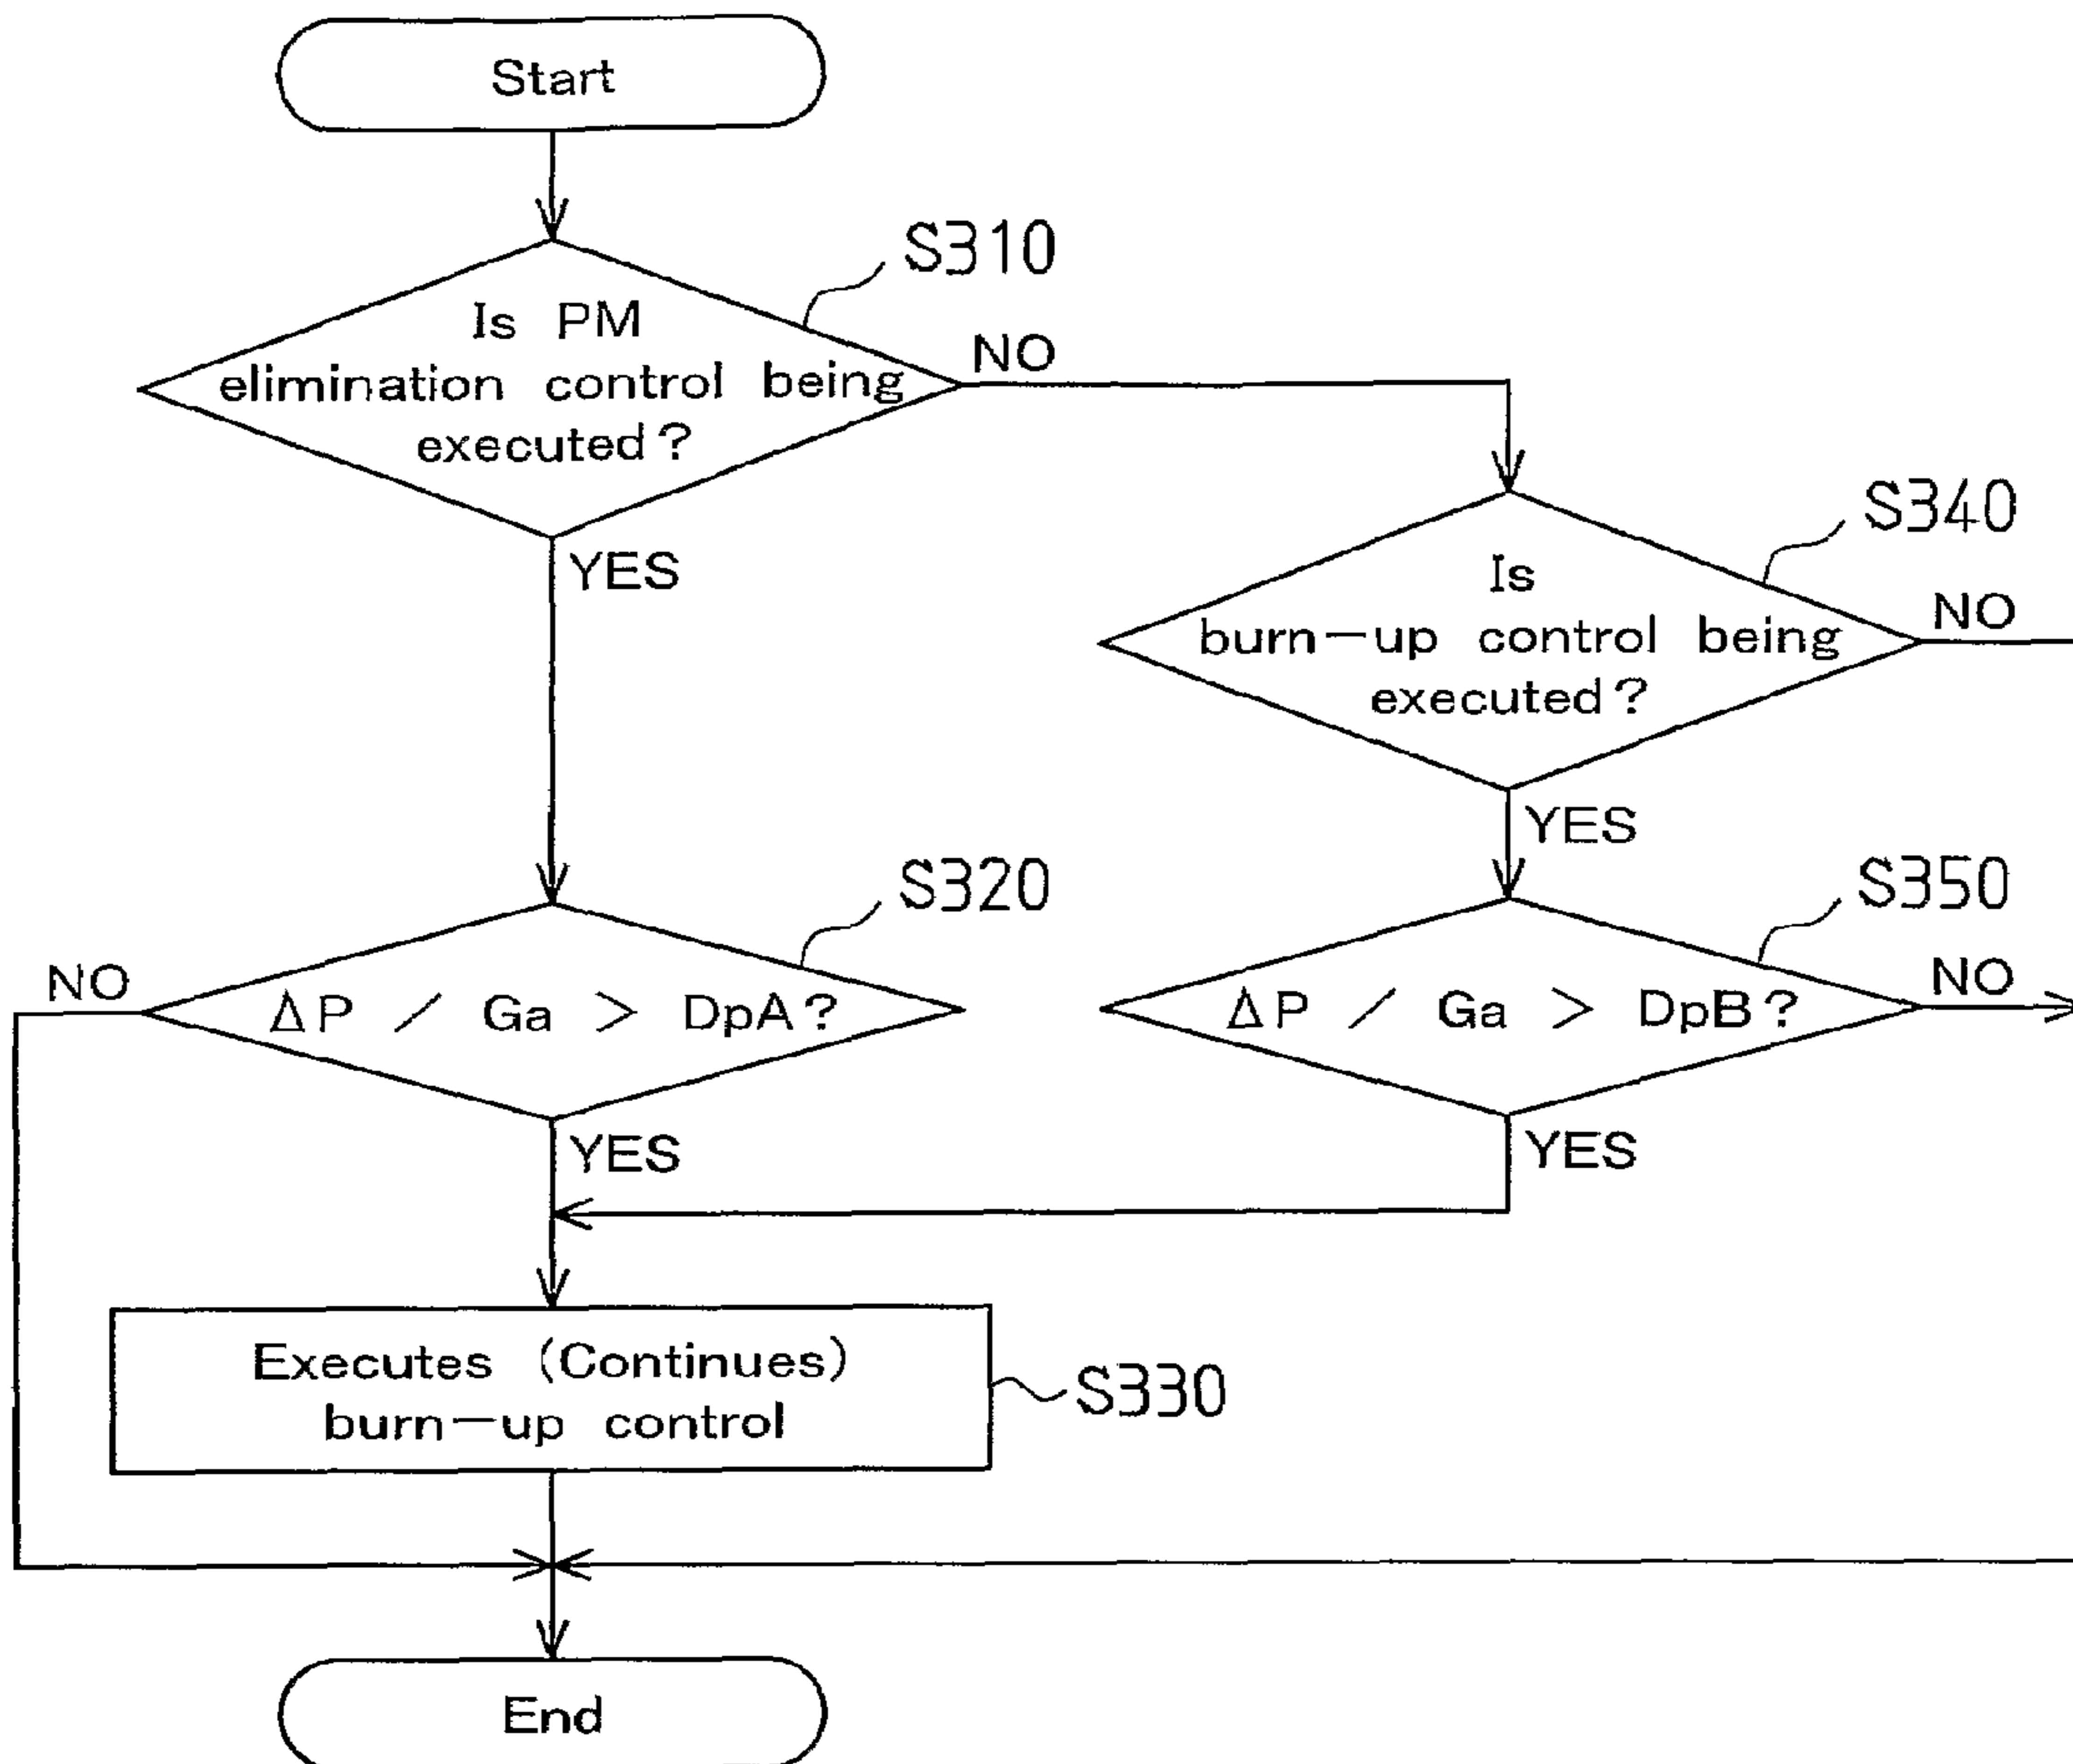 Start
S310
Is PM
elimination control being
executed?
NO
YES
S340
Is
burn-up control being
executed?
NO
YES
S320
ΔP / Ga > DpA?
NO
YES
S350
ΔP / Ga > DpB?
NO
YES
Executes (Continues)
burn-up control
S330
End